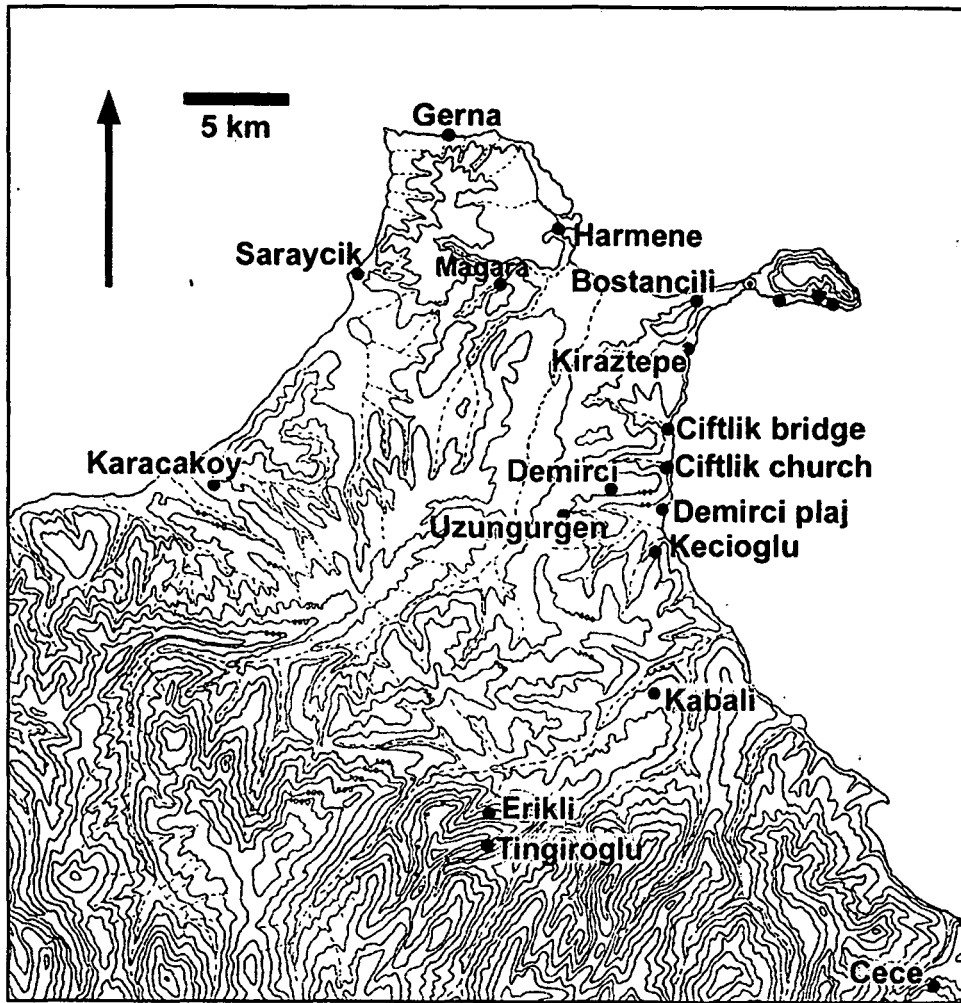 Gerna
5 km
Harmene
Saraycik
Magara
Bostancili
Kiraztepe
Ciftlik bridge
Karacakoy
Demirci
Ciftlik church
Uzungurgen
Demirci plaj
Kecioglu
Kabali
Erikli
Tingiroglu
Cece